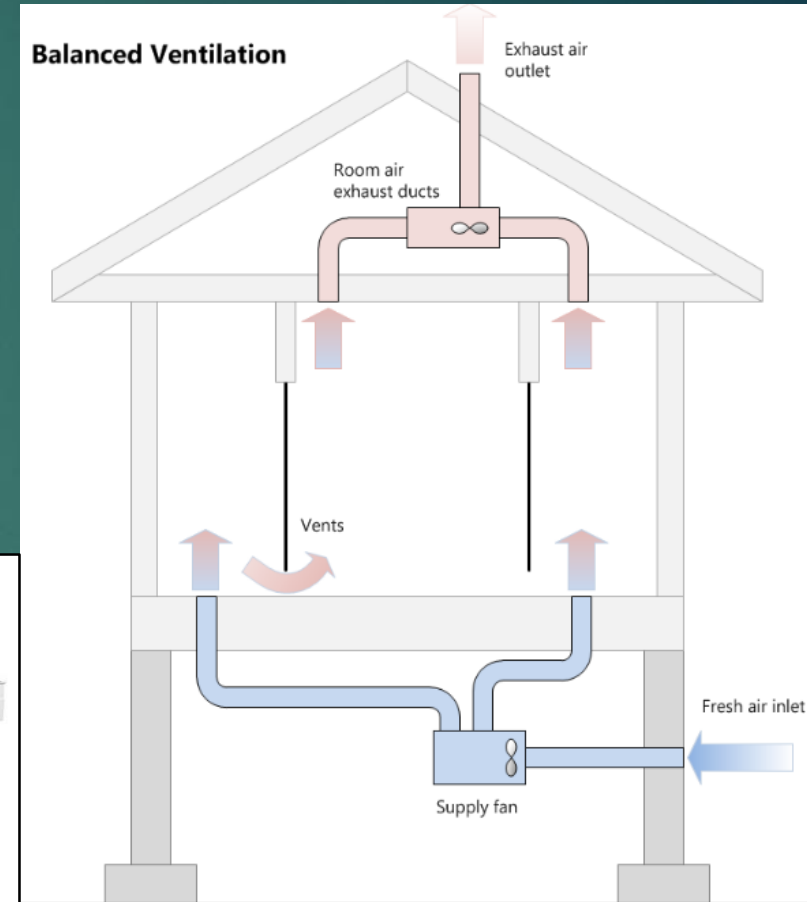 Balanced Ventilation
Exhaust air
outlet
Room air
exhaust ducts
Vents
Fresh air inlet
Supply fan